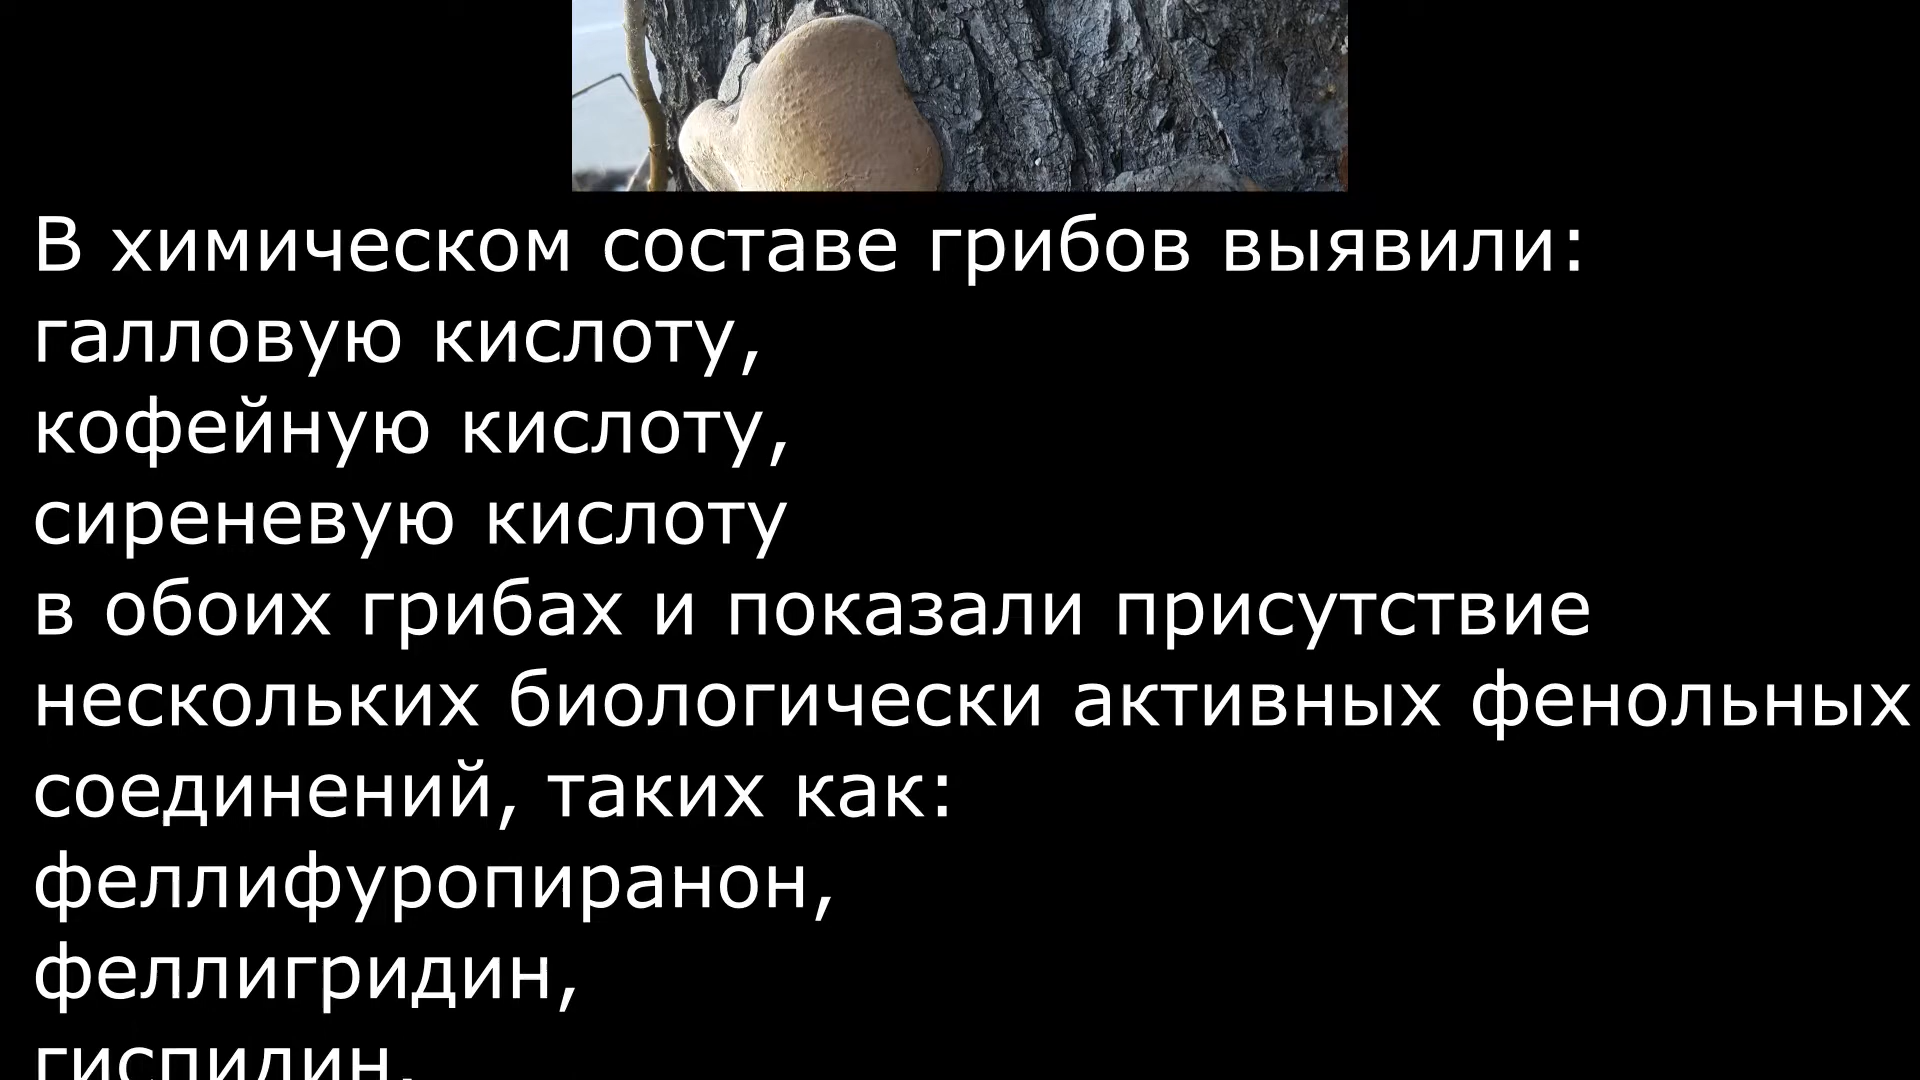 В химическом составе грибов выявили:
галловую кислоту,
кофейную кислоту,
сиреневую кислоту
в обоих грибах и показали присутствие
нескольких биологически активных фенольных
соединений, таких как:
феллифуропиранон,
феллигридин,
гиспидин,